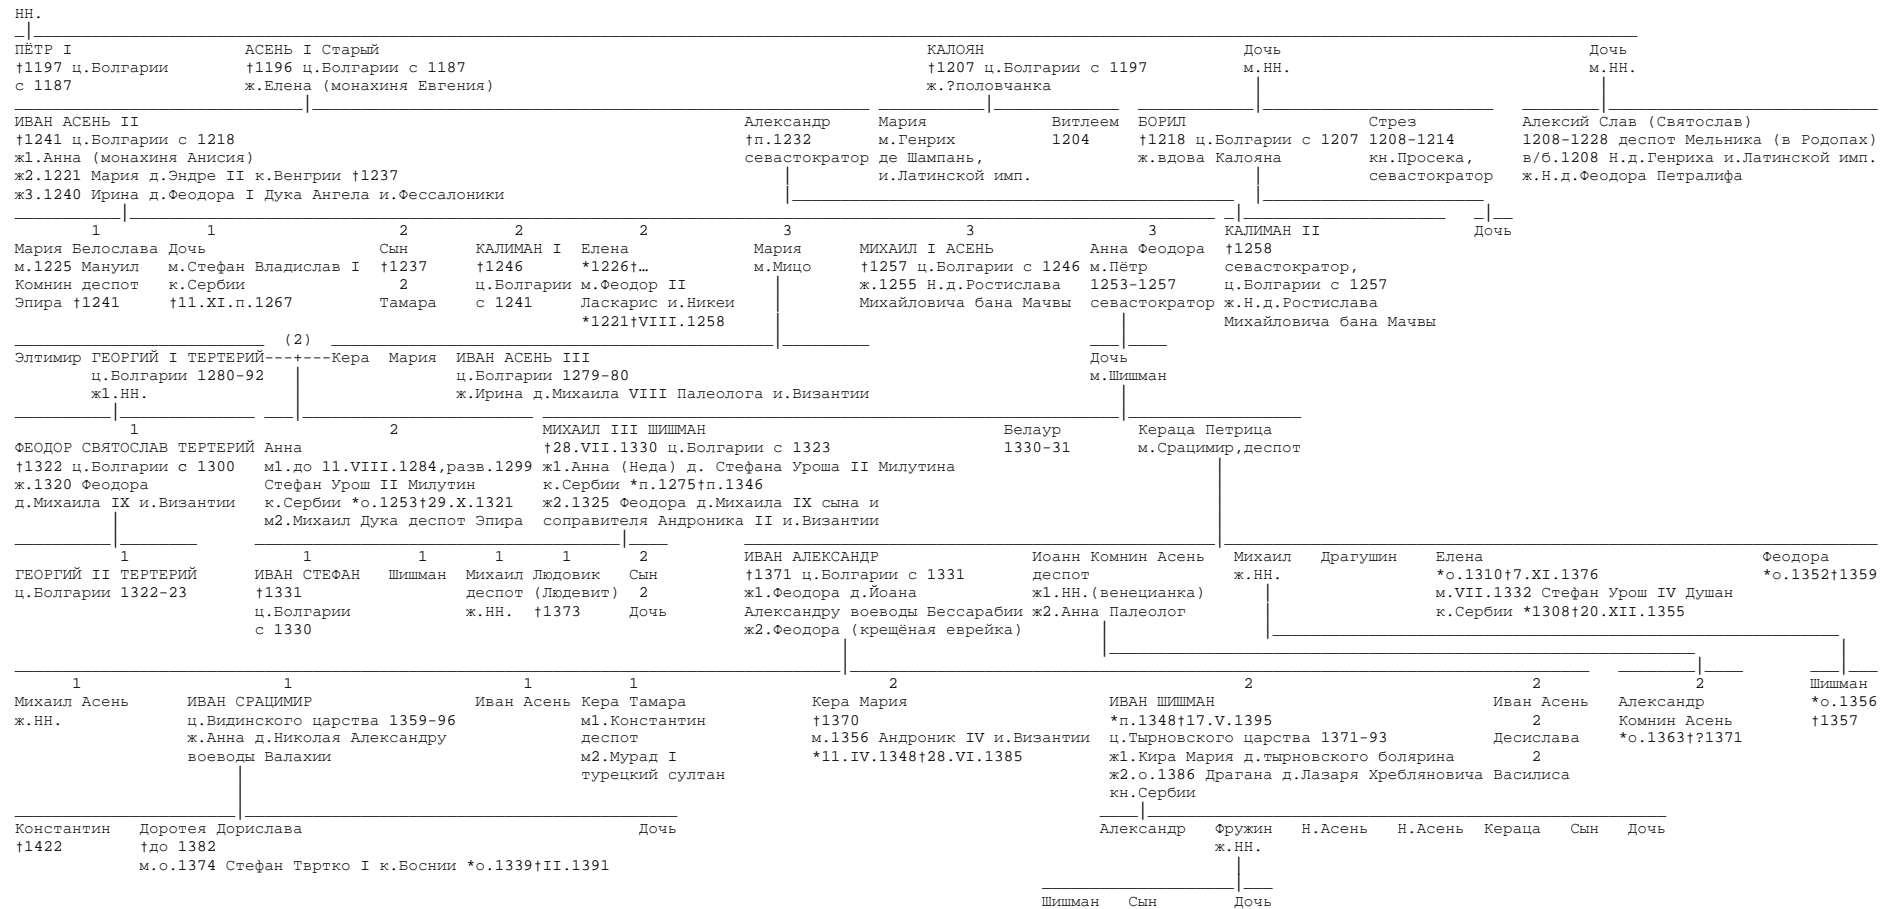 НН.
ПЁТР I АСЕНЬ I Старый КАЛОЯН Дочь Дочь
†1197 ц.Болгарии †1196 ц.Болгарии с 1187 †1207 ц.Болгарии с 1197 м.НН. м.НН.
с 1187 ж.Елена (монахиня Евгения) ж.?половчанка
ИВАН АСЕНЬ II Александр Мария Витлеем БОРИЛ Стрез Алексий Слав (Святослав)
†1241 ц.Болгарии с 1218 †п.1232 м.Генрих 1204 †1218 ц.Болгарии с 1207 1208-1214 1208-1228 деспот Мельника (в Родопах)
ж1.Анна (монахиня Анисия) севастократор де Шампань, ж.вдова Калояна кн.Просека, в/б.1208 Н.д.Генриха и.Латинской имп.
ж2.1221 Мария д.Эндре II к.Венгрии †1237 и.Латинской имп. севастократор ж.Н.д.Феодора Петралифа
ж3.1240 Ирина д.Феодора I Дука Ангела и.Фессалоники
1 1 2 2 2 3 3 3 КАЛИМАН II Дочь
Мария Белослава Дочь Сын КАЛИМАН I Елена Мария МИХАИЛ I АСЕНЬ Анна Феодора †1258
м.1225 Мануил м.Стефан Владислав I †1237 †1246 *1226†… м.Мицо †1257 ц.Болгарии с 1246 м.Пётр севастократор,
Комнин деспот к.Сербии 2 ц.Болгарии м.Феодор II ж.1255 Н.д.Ростислава 1253-1257 ц.Болгарии с 1257
Эпира †1241 †11.XI.п.1267 Тамара с 1241 Ласкарис и.Никеи Михайловича бана Мачвы севастократор ж.Н.д.Ростислава
*1221†VIII.1258 Михайловича бана Мачвы
(2)
Элтимир ГЕОРГИЙ I ТЕРТЕРИЙ---+---Кера Мария ИВАН АСЕНЬ III Дочь
ц.Болгарии 1280-92 ц.Болгарии 1279-80 м.Шишман
ж1.НН. ж.Ирина д.Михаила VIII Палеолога и.Византии
1 2 МИХАИЛ III ШИШМАН Белаур Кераца Петрица
ФЕОДОР СВЯТОСЛАВ ТЕРТЕРИЙ Анна †28.VII.1330 ц.Болгарии с 1323 1330-31 м.Срацимир,деспот
†1322 ц.Болгарии с 1300 м1.до 11.VIII.1284,разв.1299 ж1.Анна (Неда) д. Стефана Уроша II Милутина
ж.1320 Феодора Стефан Урош II Милутин к.Сербии *п.1275†п.1346
д.Михаила IX и.Византии к.Сербии *о.1253†29.X.1321 ж2.1325 Феодора д.Михаила IX сына и
м2.Михаил Дука деспот Эпира соправителя Андроника II и.Византии
1 1 1 1 1 2 ИВАН АЛЕКСАНДР Иоанн Комнин Асень Михаил Драгушин Елена Феодора
ГЕОРГИЙ II ТЕРТЕРИЙ ИВАН СТЕФАН Шишман Михаил Людовик Сын †1371 ц.Болгарии с 1331 деспот ж.НН. *о.1310†7.XI.1376 *о.1352†1359
ц.Болгарии 1322-23 †1331 деспот (Людевит) 2 ж1.Феодора д.Йоана ж1.НН.(венецианка) м.VII.1332 Стефан Урош IV Душан
ц.Болгарии ж.НН. †1373 Дочь Александру воеводы Бессарабии ж2.Анна Палеолог к.Сербии *1308†20.XII.1355
с 1330 ж2.Феодора (крещёная еврейка)
1 1 1 1 2 2 2 2 Шишман
Михаил Асень ИВАН СРАЦИМИР Иван Асень Кера Тамара Кера Мария ИВАН ШИШМАН Иван Асень Александр *о.1356
ж.НН. ц.Видинского царства 1359-96 м1.Константин †1370 *п.1348†17.V.1395 2 Комнин Асень †1357
ж.Анна д.Николая Александру деспот м.1356 Андроник IV и.Византии ц.Тырновского царства 1371-93 Десислава *о.1363†?1371
воеводы Валахии м2.Мурад I *11.IV.1348†28.VI.1385 ж1.Кира Мария д.тырновского болярина 2
турецкий султан ж2.о.1386 Драгана д.Лазаря Хребляновича Василиса
кн.Сербии
Константин Доротея Дорислава Дочь Александр Фружин Н.Асень Н.Асень Кераца Сын Дочь
†1422 †до 1382 ж.НН.
м.о.1374 Стефан Твртко I к.Боснии *о.1339†II.1391
Шишман Сын Дочь